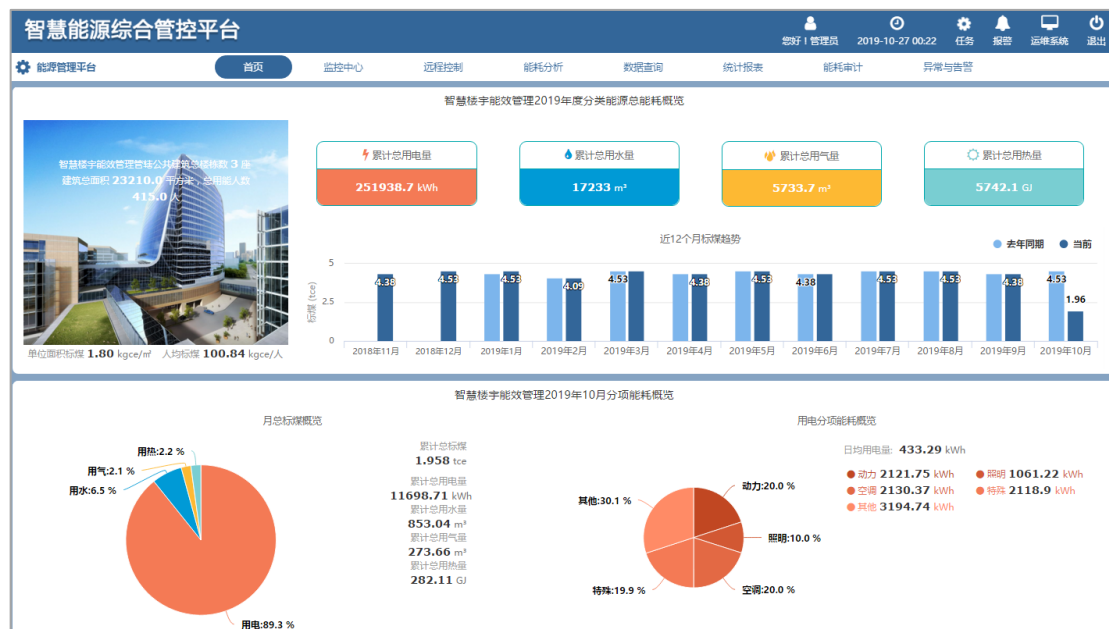 智慧能源综合管控平台
您好！管理员
2019-10-27 00:22
任务
报警
运维系统
退出
能源管理平台
首页
监控中心
远程控制
能耗分析
数据查询
统计报表
能耗审计
异常与告警
智慧楼宇能效管理2019年度分类能源总能耗概览
智慧楼宇能效管理管辖公共建筑总楼栋数 3 座
建筑总面积 23210.0 平方米，总用能人数
415.0 人
单位面积标煤 1.80 kgce/㎡ 人均标煤 100.84 kgce/人
累计总用电量
251938.7 kWh
累计总用水量
17233 m³
累计总用气量
5733.7 m³
累计总用热量
5742.1 GJ
近12个月标煤趋势
去年同期 当前
标煤 (tce)
5
2.5
0
4.38
4.53
4.53
4.09
4.53
4.38
4.53
4.38
4.53
4.53
4.38
4.53
1.96
2018年11月
2018年12月
2019年1月
2019年2月
2019年3月
2019年4月
2019年5月
2019年6月
2019年7月
2019年8月
2019年9月
2019年10月
智慧楼宇能效管理2019年10月分项能耗概览
月总标煤概览
用热:2.2 %
用气:2.1 %
用水:6.5 %
用电:89.3 %
累计总标煤
1.958 tce
累计总用电量
11698.71 kWh
累计总用水量
853.04 m³
累计总用气量
273.66 m³
累计总用热量
282.11 GJ
用电分项能耗概览
其他:30.1 %
动力:20.0 %
照明:10.0 %
空调:20.0 %
特殊:19.9 %
日均用电量: 433.29 kWh
动力 2121.75 kWh 照明 1061.22 kWh
空调 2130.37 kWh 特殊 2118.9 kWh
其他 3194.74 kWh